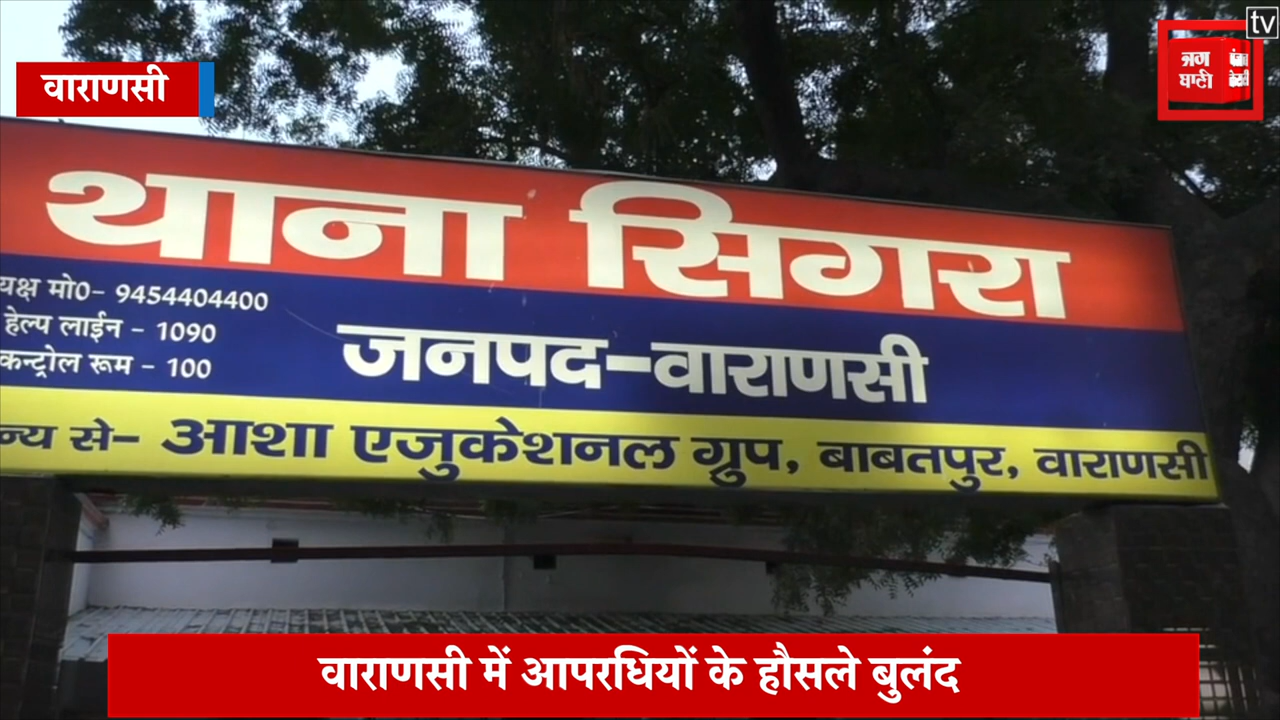 वाराणसी
tv
थाना सिगरा
यक्ष मो0- 9454404400
हेल्प लाईन - 1090
कन्ट्रोल रूम - 100
जनपद-वाराणसी
न्य से- आशा एजुकेशनल ग्रुप, बाबतपुर, वाराणसी
वाराणसी में आपरधियों के हौसले बुलंद